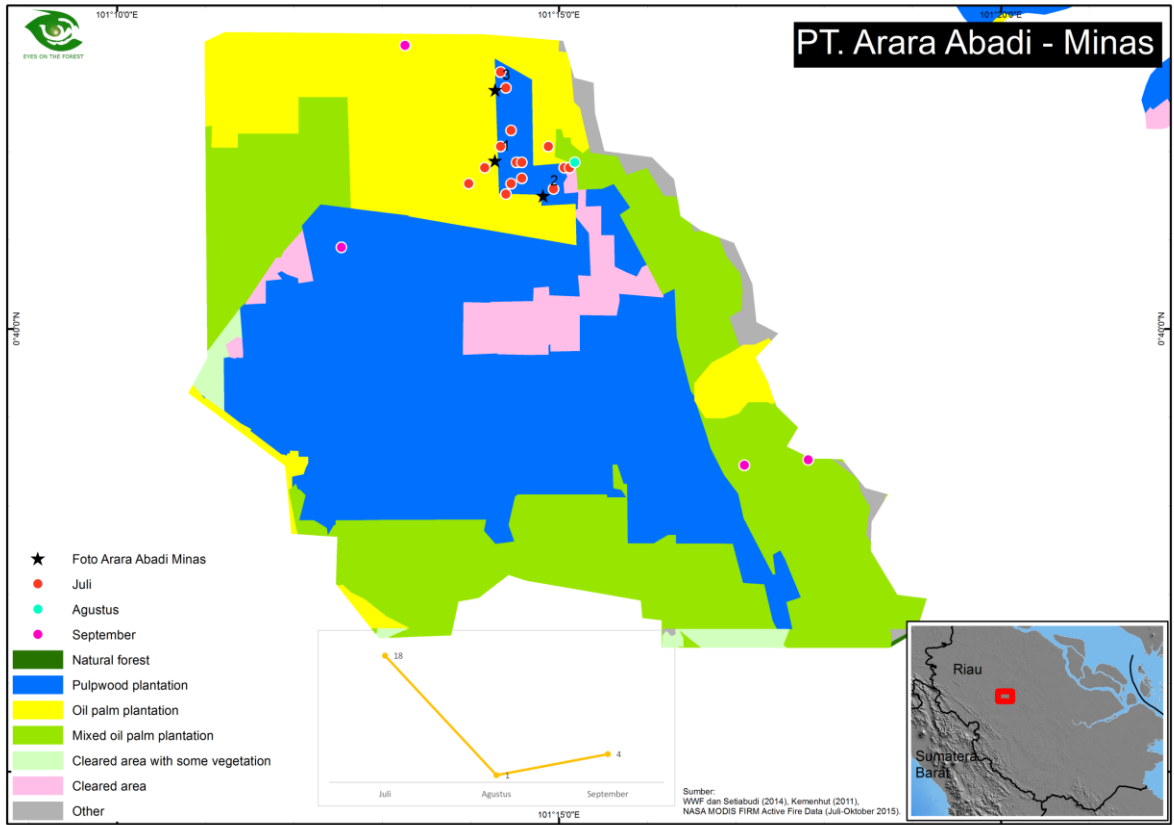 101°10'0"E
101°15'0"E
101°20'0"E
EYES ON THE FOREST
PT. Arara Abadi - Minas
3
1
2
0°40'0"N
0°40'0"N
Foto Arara Abadi Minas
Juli
Agustus
September
Natural forest
Pulpwood plantation
Oil palm plantation
Mixed oil palm plantation
Cleared area with some vegetation
Cleared area
Other
18
1
4
Juli
Agustus
September
Sumber:
WWF dan Setiabudi (2014), Kemenhut (2011),
NASA MODIS FIRM Active Fire Data (Juli-Oktober 2015).
Riau
Sumatera
Barat
101°15'0"E